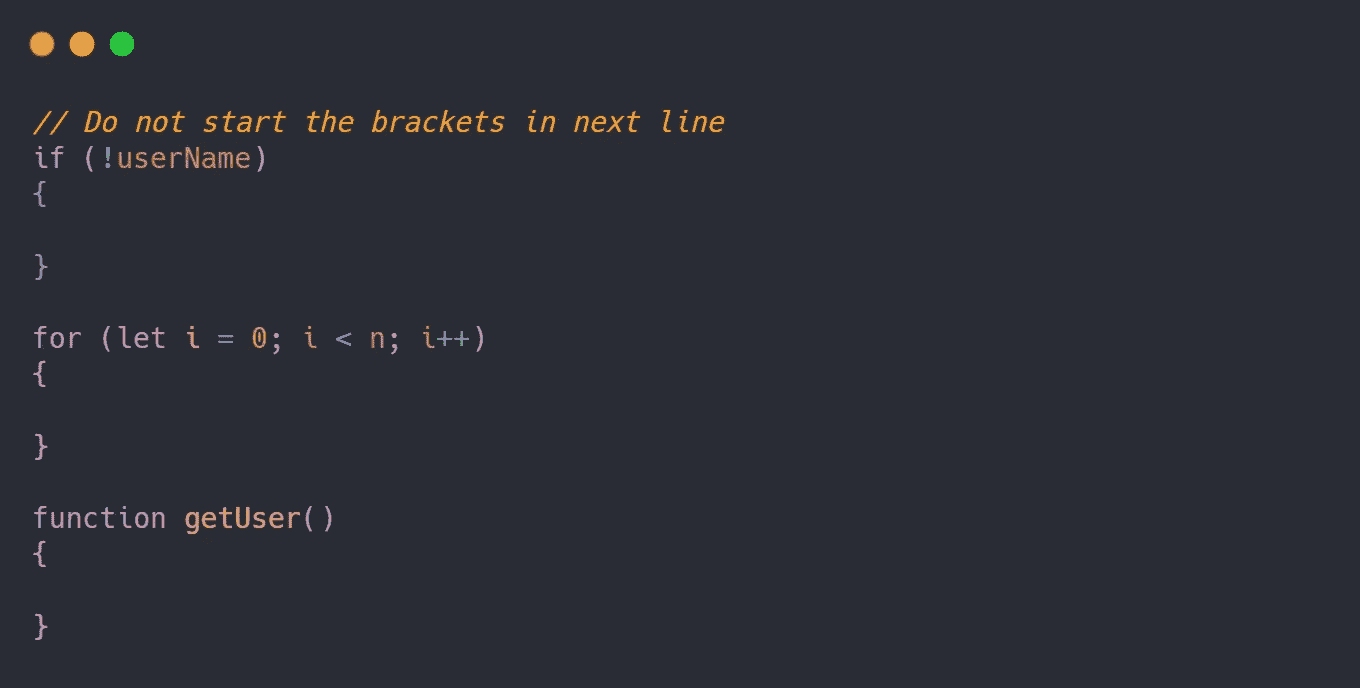 // Do not start the brackets in next line
if (!userName)
{
}
for (let i = 0; i < n; i++)
{
}
function getUser()
{
}